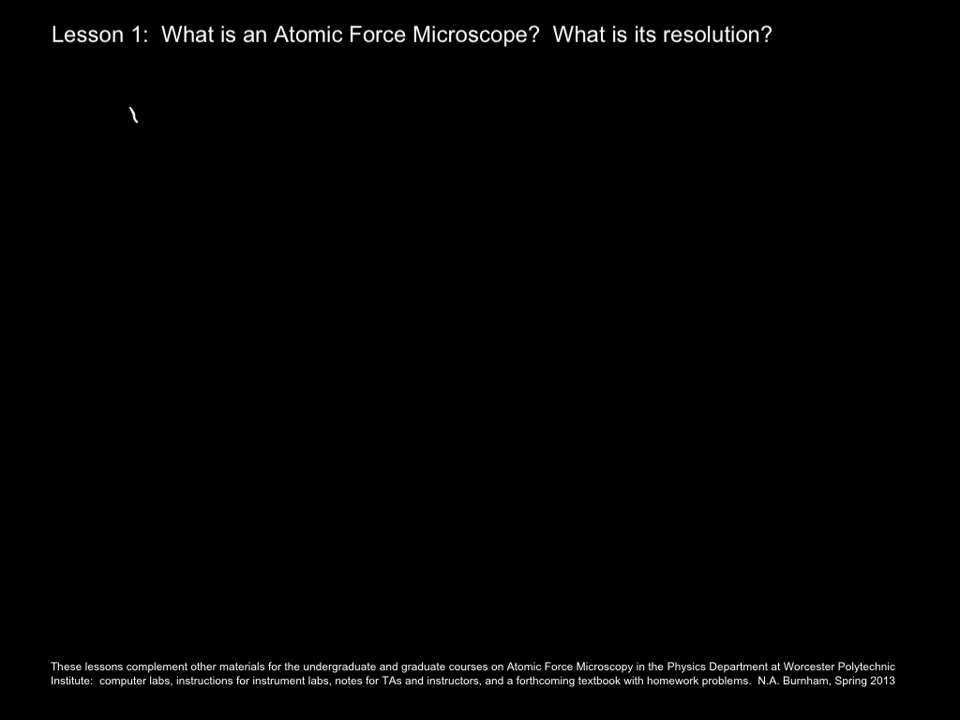 Lesson 1:  What is an Atomic Force Microscope?  What is its resolution?
These lessons complement other materials for the undergraduate and graduate courses on Atomic Force Microscopy in the Physics Department at Worcester Polytechnic
Institute:  computer labs, instructions for instrument labs, notes for TAs and instructors, and a forthcoming textbook with homework problems.  N.A. Burnham, Spring 2013